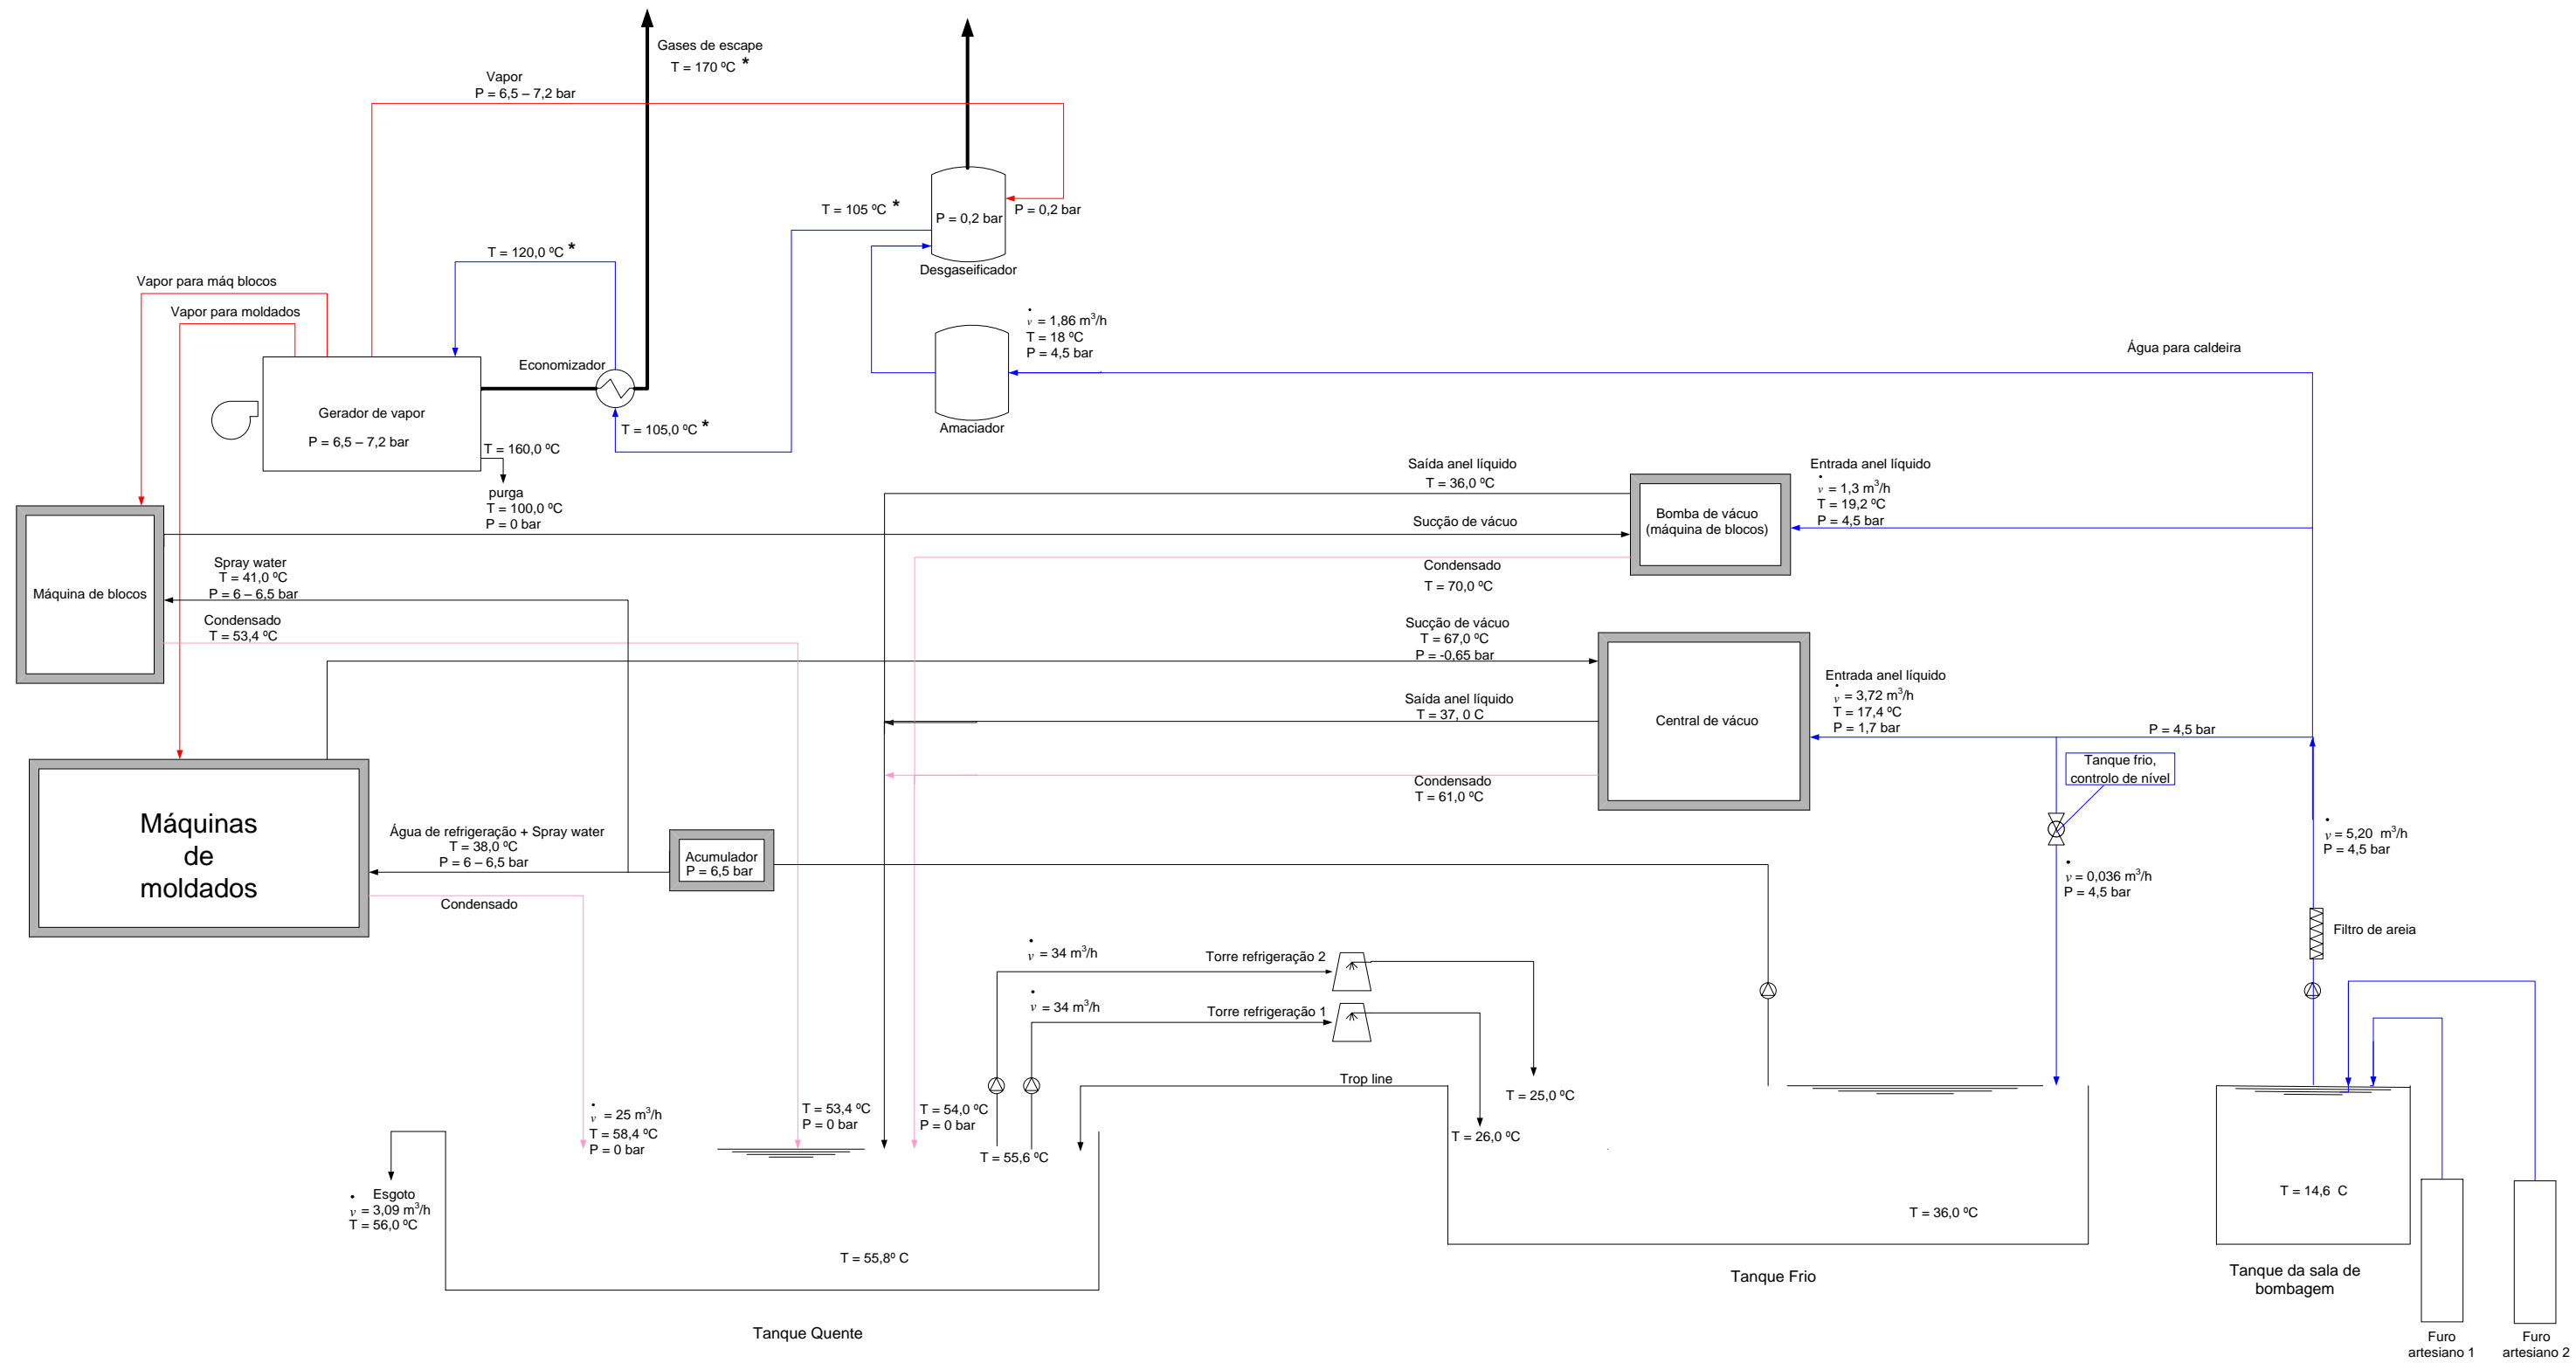 Gases de escape
T = 170 ºC *
Vapor
P = 6,5 – 7,2 bar
T = 105 ºC *
P = 0,2 bar
P = 0,2 bar
Desgaseificador
T = 120,0 ºC *
Vapor para máq blocos
Vapor para moldados
v̇ = 1,86 m³/h
T = 18 ºC
P = 4,5 bar
Amaciador
Água para caldeira
Economizador
Gerador de vapor
P = 6,5 – 7,2 bar
T = 105,0 ºC *
T = 160,0 ºC
purga
T = 100,0 ºC
P = 0 bar
Saída anel líquido
T = 36,0 ºC
Sucção de vácuo
Bomba de vácuo
(máquina de blocos)
Entrada anel líquido
v̇ = 1,3 m³/h
T = 19,2 ºC
P = 4,5 bar
Condensado
T = 70,0 ºC
Máquina de blocos
Spray water
T = 41,0 ºC
P = 6 – 6,5 bar
Condensado
T = 53,4 ºC
Sucção de vácuo
T = 67,0 ºC
P = -0,65 bar
Saída anel líquido
T = 37, 0 C
Central de vácuo
Entrada anel líquido
v̇ = 3,72 m³/h
T = 17,4 ºC
P = 1,7 bar
P = 4,5 bar
Tanque frio,
controlo de nível
Condensado
T = 61,0 ºC
Máquinas
de
moldados
Água de refrigeração + Spray water
T = 38,0 ºC
P = 6 – 6,5 bar
Condensado
Acumulador
P = 6,5 bar
v̇ = 5,20 m³/h
P = 4,5 bar
v̇ = 0,036 m³/h
P = 4,5 bar
Filtro de areia
v̇ = 34 m³/h
Torre refrigeração 2
v̇ = 34 m³/h
Torre refrigeração 1
Trop line
T = 25,0 ºC
T = 26,0 ºC
v̇ = 25 m³/h
T = 58,4 ºC
P = 0 bar
T = 53,4 ºC
P = 0 bar
T = 54,0 ºC
P = 0 bar
T = 55,6 ºC
Esgoto
v̇ = 3,09 m³/h
T = 56,0 ºC
T = 55,8º C
T = 36,0 ºC
T = 14,6 C
Tanque Quente
Tanque Frio
Tanque da sala de
bombagem
Furo
artesiano 1
Furo
artesiano 2